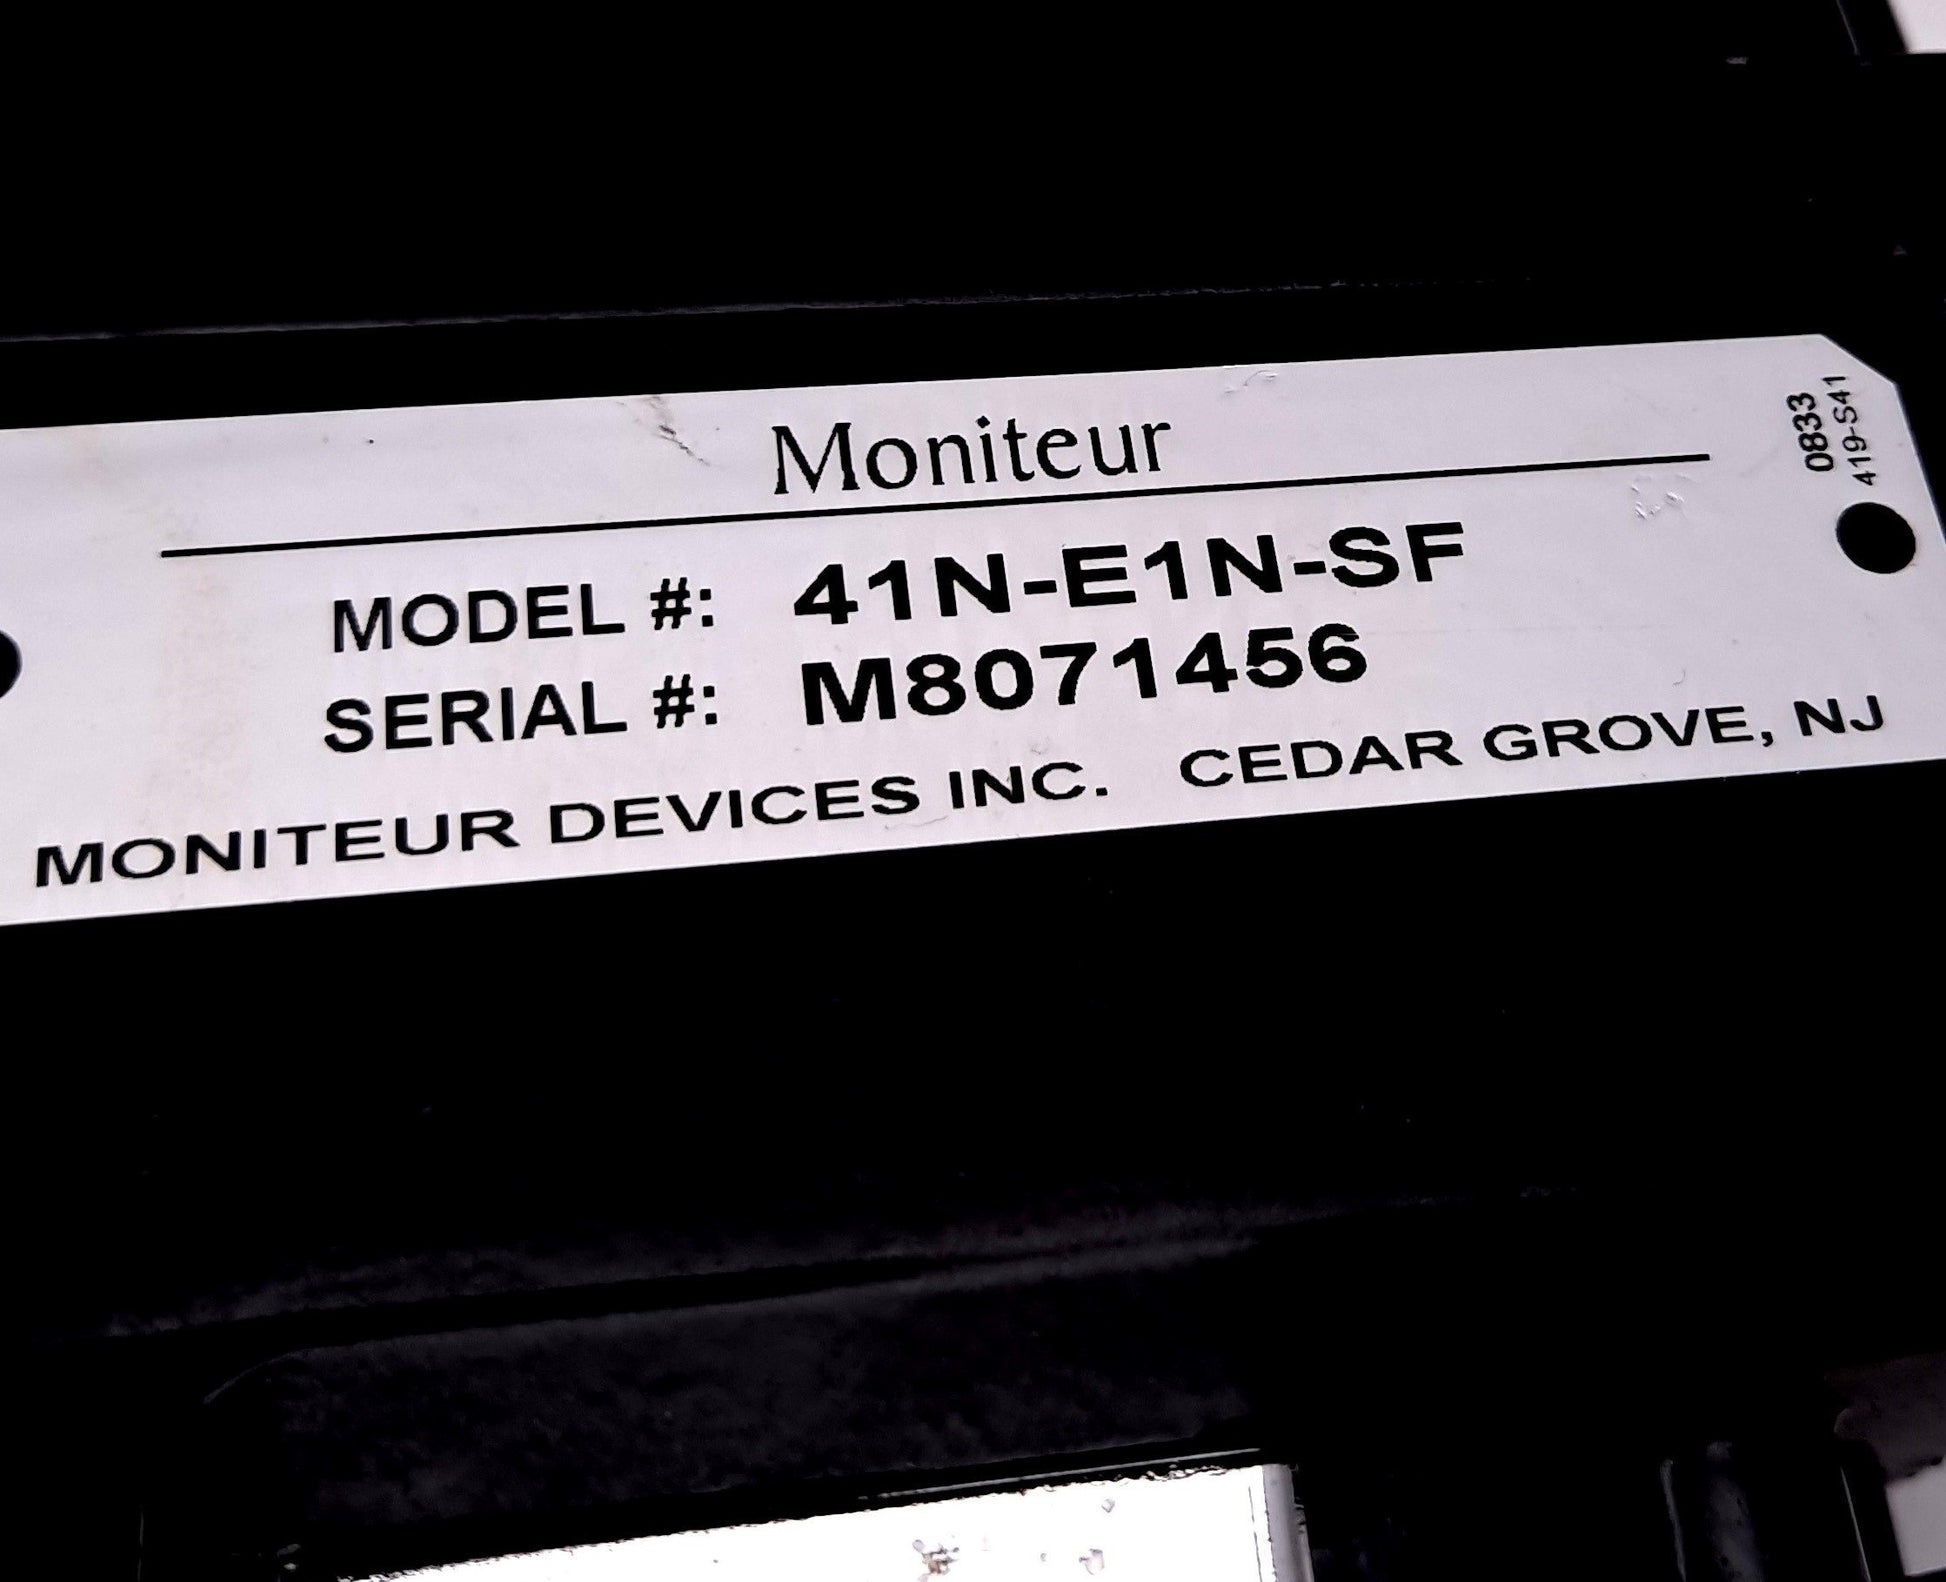 Moniteur
MODEL #: 41N-E1N-SF
SERIAL #: M8071456
MONITEUR DEVICES INC. CEDAR GROVE, NJ
0833
419-S41